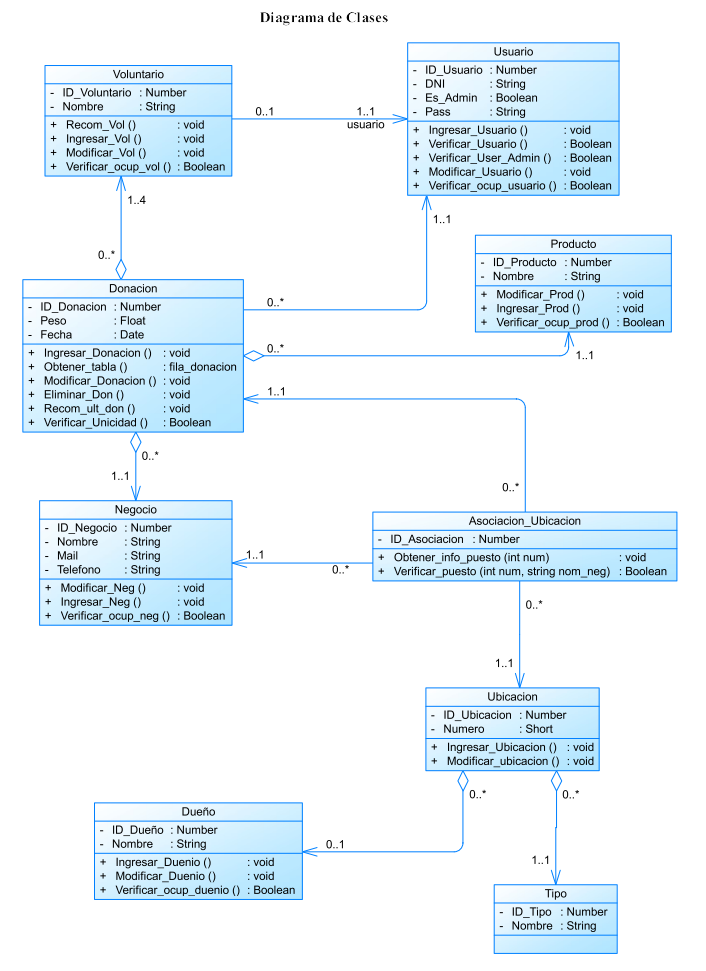 Diagrama de Clases
Voluntario
- ID_Voluntario : Number
- Nombre : String
+ Recom_Vol () : void
+ Ingresar_Vol () : void
+ Modificar_Vol () : void
+ Verificar_ocup_vol () : Boolean
Usuario
- ID_Usuario : Number
- DNI : String
- Es_Admin : Boolean
- Pass : String
+ Ingresar_Usuario () : void
+ Verificar_Usuario () : Boolean
+ Verificar_User_Admin () : Boolean
+ Modificar_Usuario () : void
+ Verificar_ocup_usuario () : Boolean
0..1
1..1
usuario
1..4
0..*
1..1
0..*
Producto
- ID_Producto : Number
- Nombre : String
+ Modificar_Prod () : void
+ Ingresar_Prod () : void
+ Verificar_ocup_prod () : Boolean
Donacion
- ID_Donacion : Number
- Peso : Float
- Fecha : Date
+ Ingresar_Donacion () : void
+ Obtener_tabla () : fila_donacion
+ Modificar_Donacion () : void
+ Eliminar_Don () : void
+ Recom_ult_don () : void
+ Verificar_Unicidad () : Boolean
0..*
1..1
1..1
0..*
0..*
1..1
Negocio
- ID_Negocio : Number
- Nombre : String
- Mail : String
- Telefono : String
+ Modificar_Neg () : void
+ Ingresar_Neg () : void
+ Verificar_ocup_neg () : Boolean
Asociacion_Ubicacion
- ID_Asociacion : Number
+ Obtener_info_puesto (int num) : void
+ Verificar_puesto (int num, string nom_neg) : Boolean
1..1
0..*
0..*
1..1
Ubicacion
- ID_Ubicacion : Number
- Numero : Short
+ Ingresar_Ubicacion () : void
+ Modificar_ubicacion () : void
0..*
0..*
0..1
1..1
Dueño
- ID_Dueño : Number
- Nombre : String
+ Ingresar_Duenio () : void
+ Modificar_Duenio () : void
+ Verificar_ocup_duenio () : Boolean
Tipo
- ID_Tipo : Number
- Nombre : String